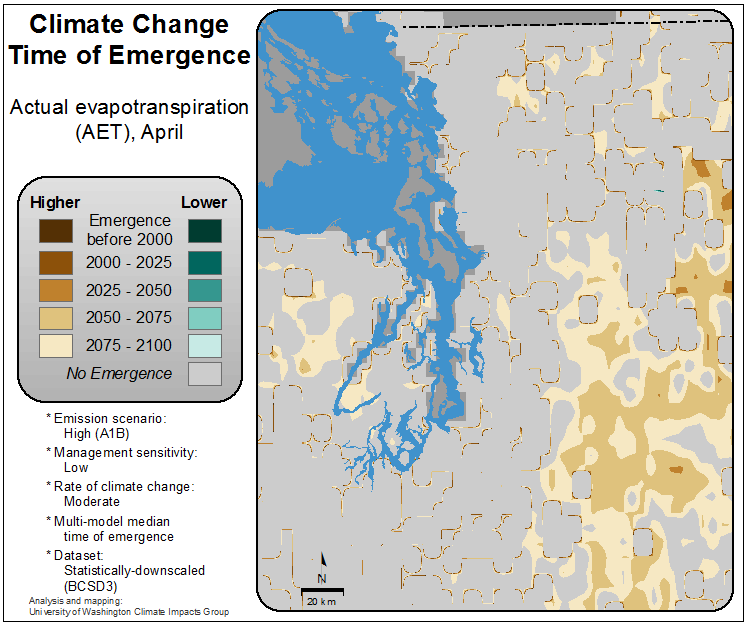 Climate Change
Time of Emergence
Actual evapotranspiration
(AET), April
Higher
Lower
Emergence
before 2000
2000 - 2025
2025 - 2050
2050 - 2075
2075 - 2100
No Emergence
* Emission scenario:
High (A1B)
* Management sensitivity:
Low
* Rate of climate change:
Moderate
* Multi-model median
time of emergence
* Dataset:
Statistically-downscaled
(BCSD3)
Analysis and mapping:
University of Washington Climate Impacts Group
N
20 km